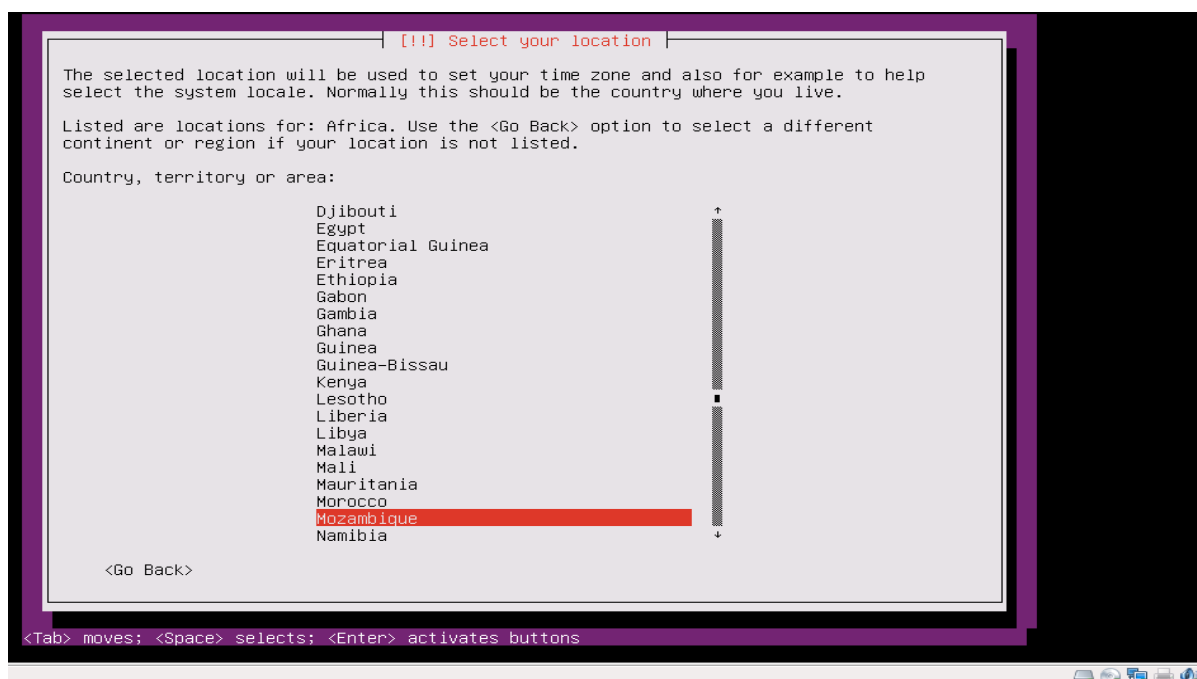 [!!] Select your location
The selected location will be used to set your time zone and also for example to help
select the system locale. Normally this should be the country where you live.
Listed are locations for: Africa. Use the <Go Back> option to select a different
continent or region if your location is not listed.
Country, territory or area:
Djibouti
Egypt
Equatorial Guinea
Eritrea
Ethiopia
Gabon
Gambia
Ghana
Guinea
Guinea-Bissau
Kenya
Lesotho
Liberia
Libya
Malawi
Mali
Mauritania
Morocco
Mozambique
Namibia
<Go Back>
<Tab> moves; <Space> selects; <Enter> activates buttons